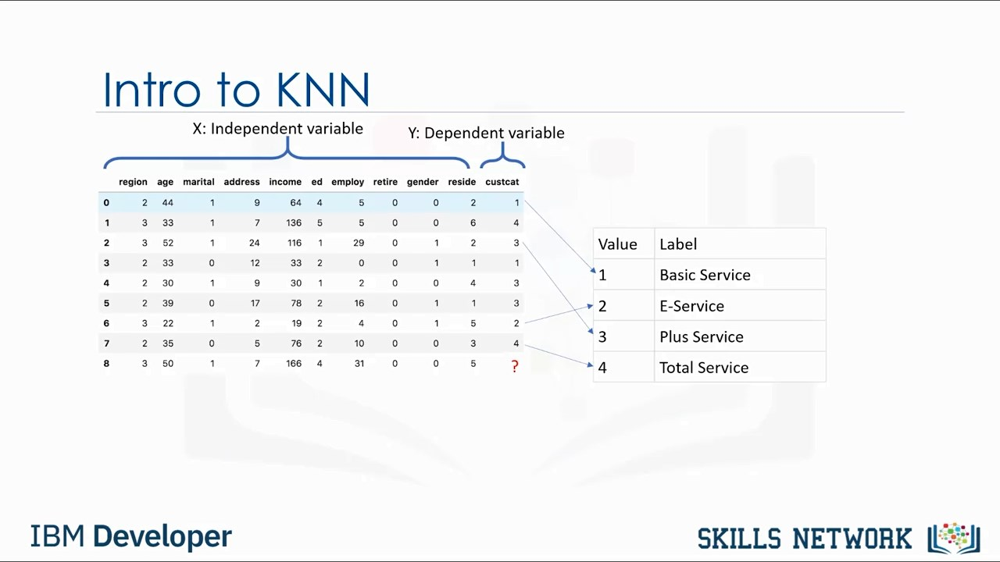 Intro to KNN
X: Independent variable
Y: Dependent variable
region age marital address income ed employ retire gender reside custcat
0 2 44 1 9 64 4 5 0 0 2 1
1 3 33 1 7 136 5 5 0 0 6 4
2 3 52 1 24 116 1 29 0 1 2 3
3 2 33 0 12 33 2 0 0 1 1 1
4 2 30 1 9 30 1 2 0 0 4 3
5 2 39 0 17 78 2 16 0 1 1 3
6 3 22 1 2 19 2 4 0 1 5 2
7 2 35 0 5 76 2 10 0 0 3 4
8 3 50 1 7 166 4 31 0 0 5 ?
Value Label
1 Basic Service
2 E-Service
3 Plus Service
4 Total Service
IBM Developer
SKILLS NETWORK